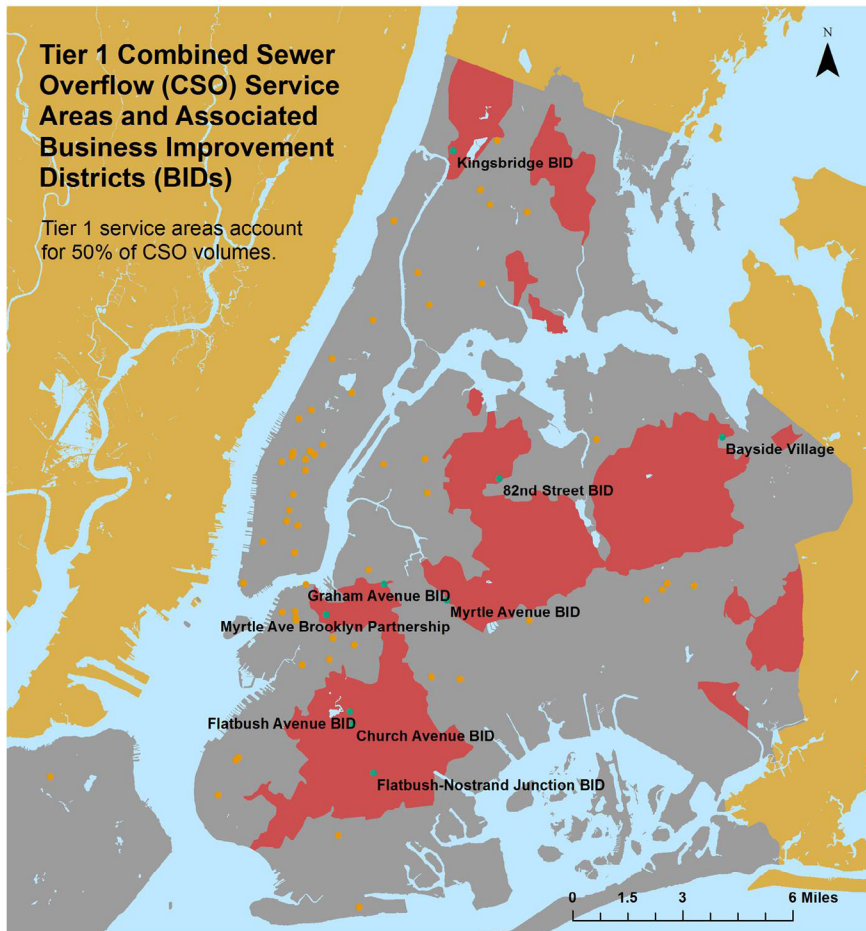 Tier 1 Combined Sewer
Overflow (CSO) Service
Areas and Associated
Business Improvement
Districts (BIDs)
Tier 1 service areas account
for 50% of CSO volumes.
N
Kingsbridge BID
Bayside Village
82nd Street BID
Graham Avenue BID
Myrtle Avenue BID
Myrtle Ave Brooklyn Partnership
Flatbush Avenue BID
Church Avenue BID
Flatbush-Nostrand Junction BID
0 1.5 3 6 Miles